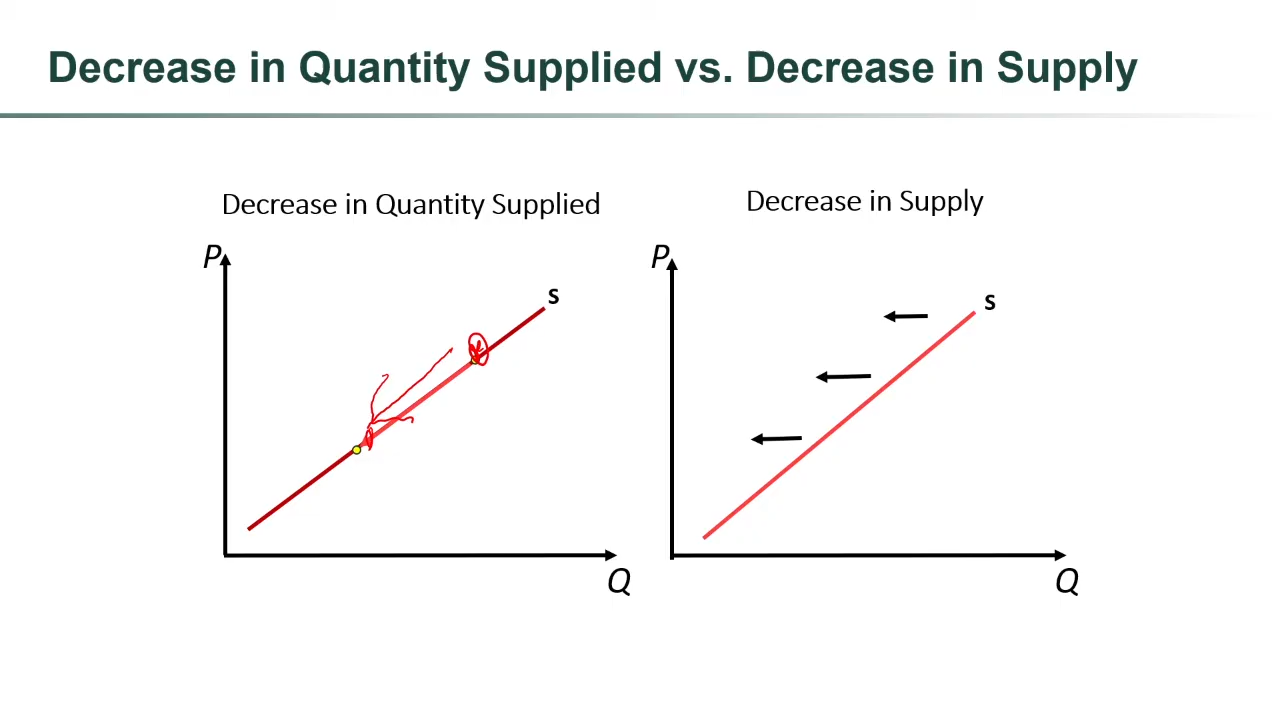 Decrease in Quantity Supplied vs. Decrease in Supply
Decrease in Quantity Supplied
P
S
Q
Decrease in Supply
P
S
Q